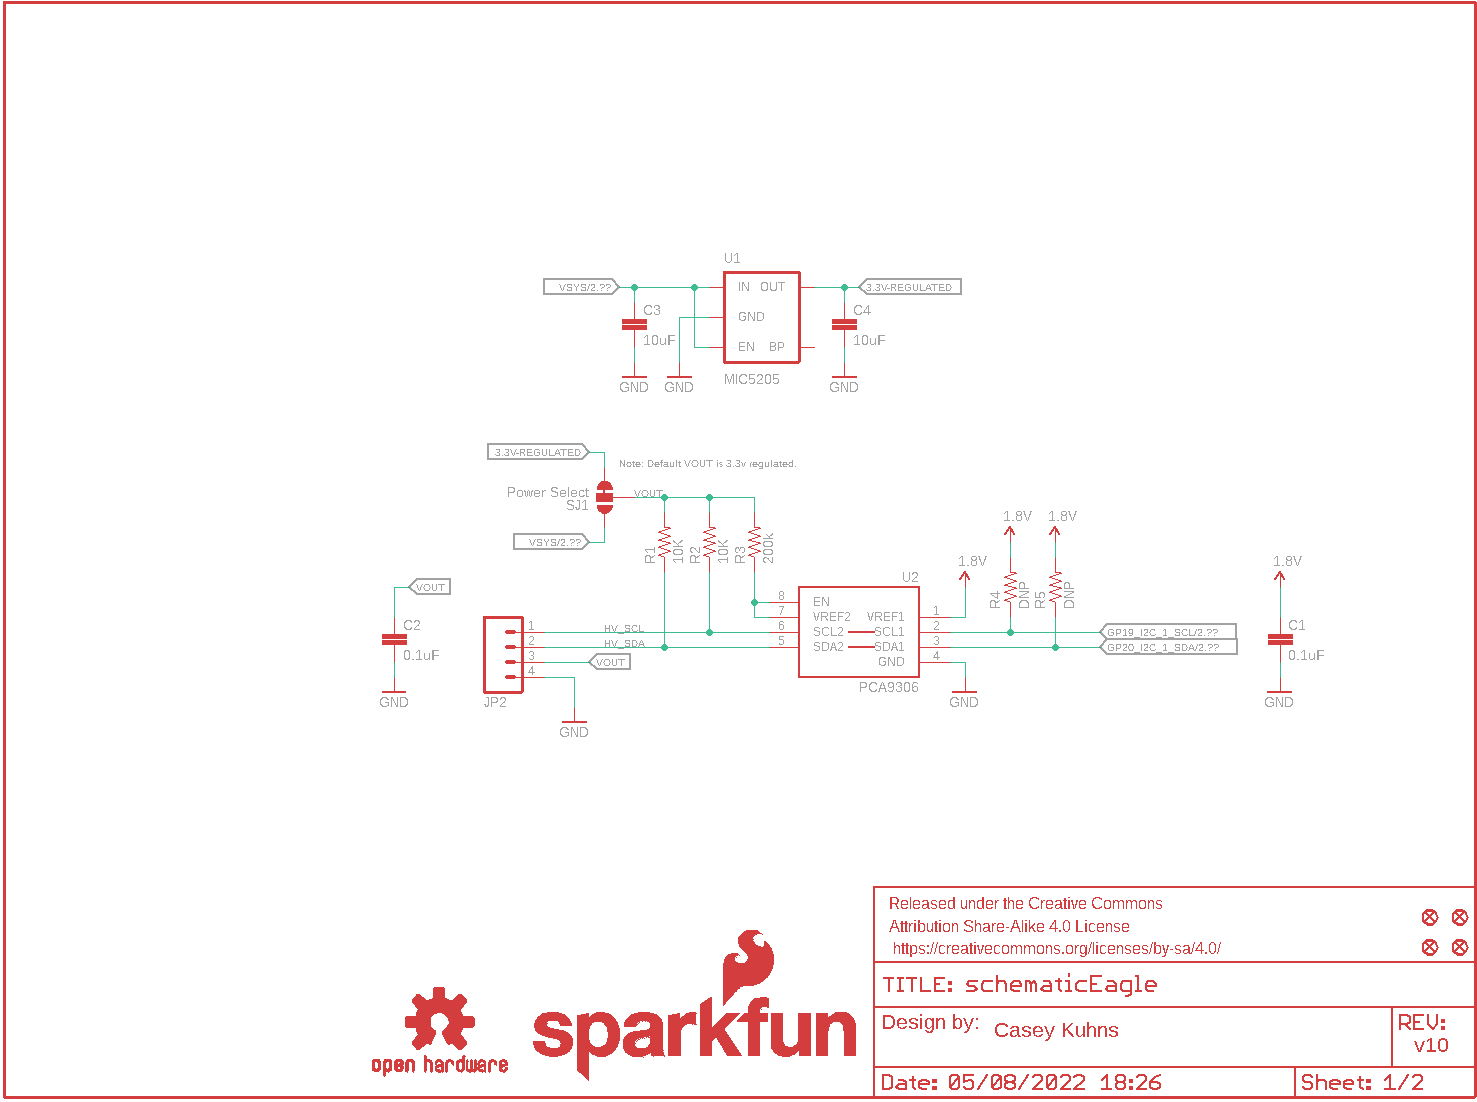 U1
VSYS/2.??
IN OUT
3.3V-REGULATED
C3
GND
C4
10uF
EN BP
10uF
GND
GND
MIC5205
GND
3.3V-REGULATED
Note: Default VOUT is 3.3v regulated.
Power Select
SJ1
VOUT
VSYS/2.??
R1
10K
R2
10K
R3
200k
1.8V
1.8V
1.8V
1.8V
U2
R4
DNP
R5
DNP
VOUT
8
EN
7
VREF2
VREF1
1
6
SCL2
SCL1
2
5
SDA2
SDA1
3
GND
4
PCA9306
GND
C2
0.1uF
GND
1
HV_SCL
2
HV_SDA
3
VOUT
4
JP2
GND
GP19_I2C_1_SCL/2.??
GP20_I2C_1_SDA/2.??
C1
0.1uF
GND
Released under the Creative Commons
Attribution Share-Alike 4.0 License
https://creativecommons.org/licenses/by-sa/4.0/
TITLE: schematicEagle
Design by: Casey Kuhns
REV:
v10
Date: 05/08/2022 18:26
Sheet: 1/2
open hardware
sparkfun